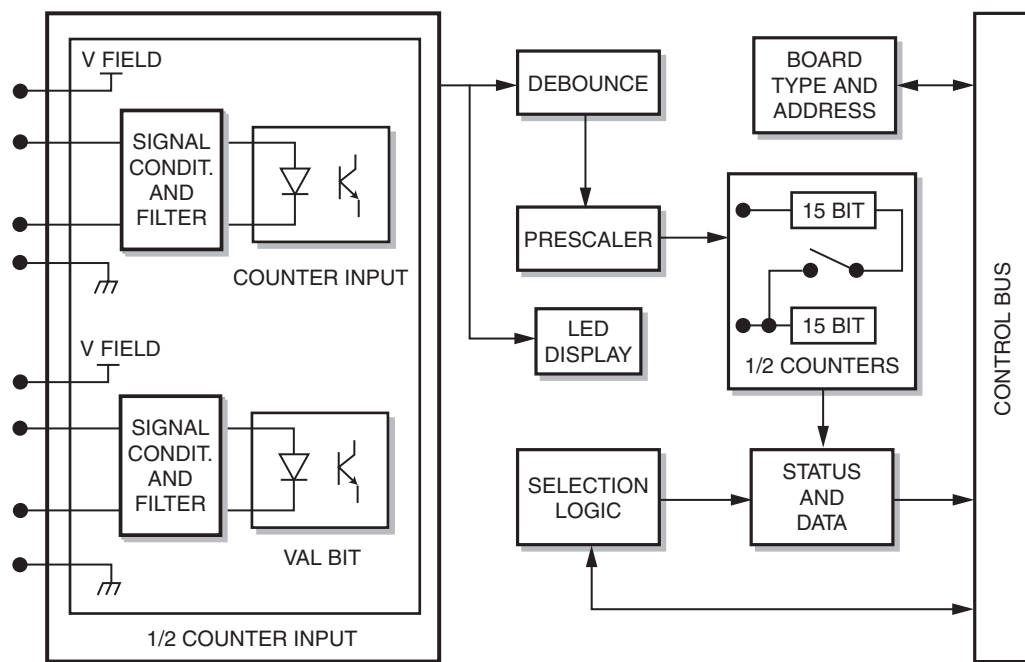 V FIELD
SIGNAL
CONDIT.
AND
FILTER
COUNTER INPUT
V FIELD
SIGNAL
CONDIT.
AND
FILTER
VAL BIT
1/2 COUNTER INPUT
DEBOUNCE
PRESCALER
LED
DISPLAY
SELECTION
LOGIC
BOARD
TYPE AND
ADDRESS
15 BIT
15 BIT
1/2 COUNTERS
STATUS
AND
DATA
CONTROL BUS